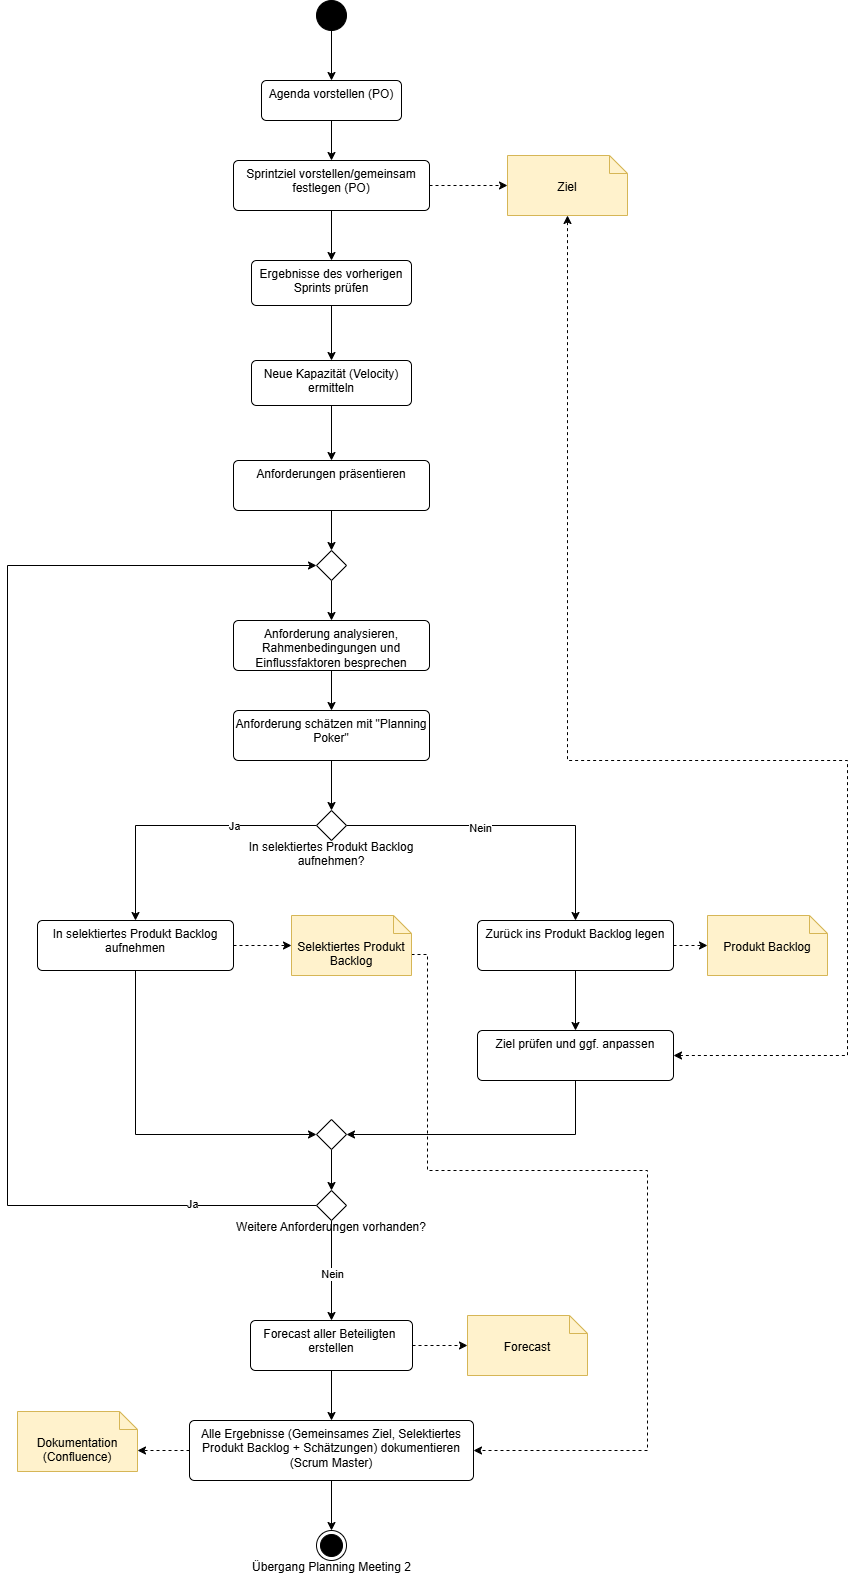 Agenda vorstellen (PO)
Sprintziel vorstellen/gemeinsam
festlegen (PO)
Ziel
Ergebnisse des vorherigen
Sprints prüfen
Neue Kapazität (Velocity)
ermitteln
Anforderungen präsentieren
Anforderung analysieren,
Rahmenbedingungen und
Einflussfaktoren besprechen
Anforderung schätzen mit "Planning
Poker"
Ja
Nein
In selektiertes Produkt Backlog
aufnehmen?
In selektiertes Produkt Backlog
aufnehmen
Selektiertes Produkt
Backlog
Zurück ins Produkt Backlog legen
Produkt Backlog
Ziel prüfen und ggf. anpassen
Ja
Weitere Anforderungen vorhanden?
Nein
Forecast aller Beteiligten
erstellen
Forecast
Alle Ergebnisse (Gemeinsames Ziel, Selektiertes
Produkt Backlog + Schätzungen) dokumentieren
(Scrum Master)
Dokumentation
(Confluence)
Übergang Planning Meeting 2